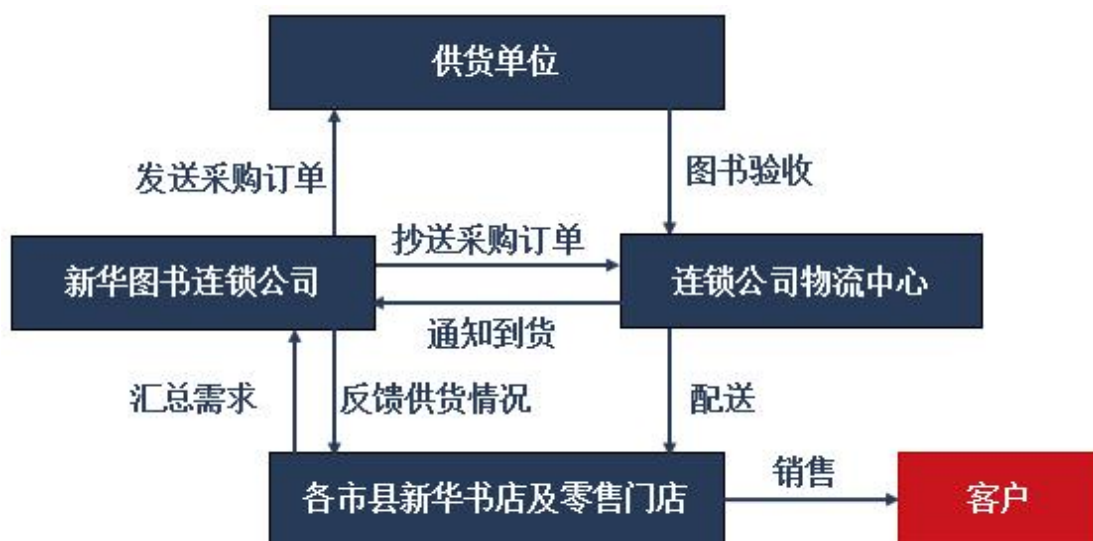 供货单位
发送采购订单
图书验收
抄送采购订单
新华图书连锁公司
连锁公司物流中心
通知到货
汇总需求
反馈供货情况
配送
各市县新华书店及零售门店
销售
客户